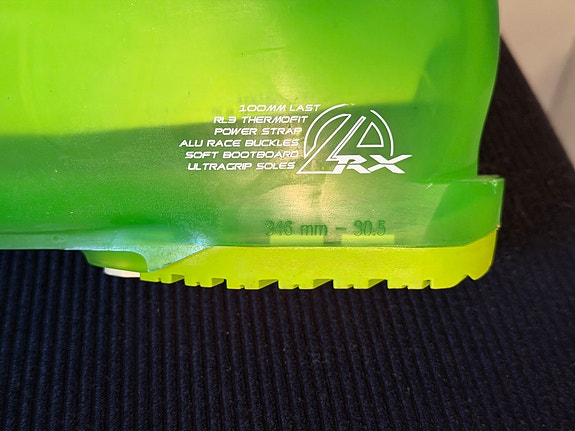 100MM LAST
RL3 THERMOFIT
POWER STRAP
ALU RACE BUCKLES
SOFT BOOTBOARD
ULTRAGRIP SOLES
RX
346 mm - 30.5